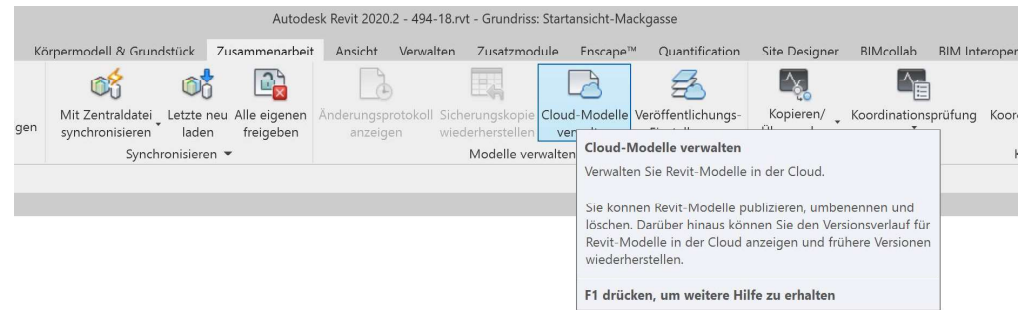 Autodesk Revit 2020.2 - 494-18.rvt - Grundriss: Startansicht-Mackgasse
Körpermodell & Grundstück Zusammenarbeit Ansicht Verwalten Zusatzmodule Enscape™ Quantification Site Designer BIMcollab BIM Interoper
gen
Mit Zentraldatei synchronisieren
Letzte neu laden
Alle eigenen freigeben
Änderungsprotokoll anzeigen
Sicherungskopie wiederherstellen
Cloud-Modelle
Veröffentlichungs-
Kopieren/
Koordinationsprüfung
Koor
Synchronisieren
Modelle verwalten
Cloud-Modelle verwalten
Verwalten Sie Revit-Modelle in der Cloud.
Sie können Revit-Modelle publizieren, umbenennen und
löschen. Darüber hinaus können Sie den Versionsverlauf für
Revit-Modelle in der Cloud anzeigen und frühere Versionen
wiederherstellen.
F1 drücken, um weitere Hilfe zu erhalten